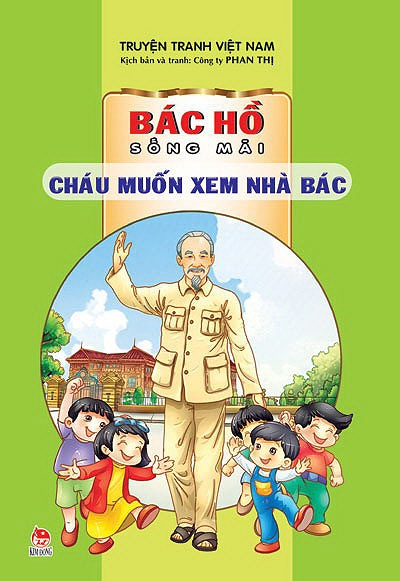 TRUYỆN TRANH VIỆT NAM
Kịch bản và tranh: Công ty PHAN THỊ
BÁC HỒ
SỐNG MÃI
CHÁU MUỐN XEM NHÀ BÁC
KIM ĐỒNG